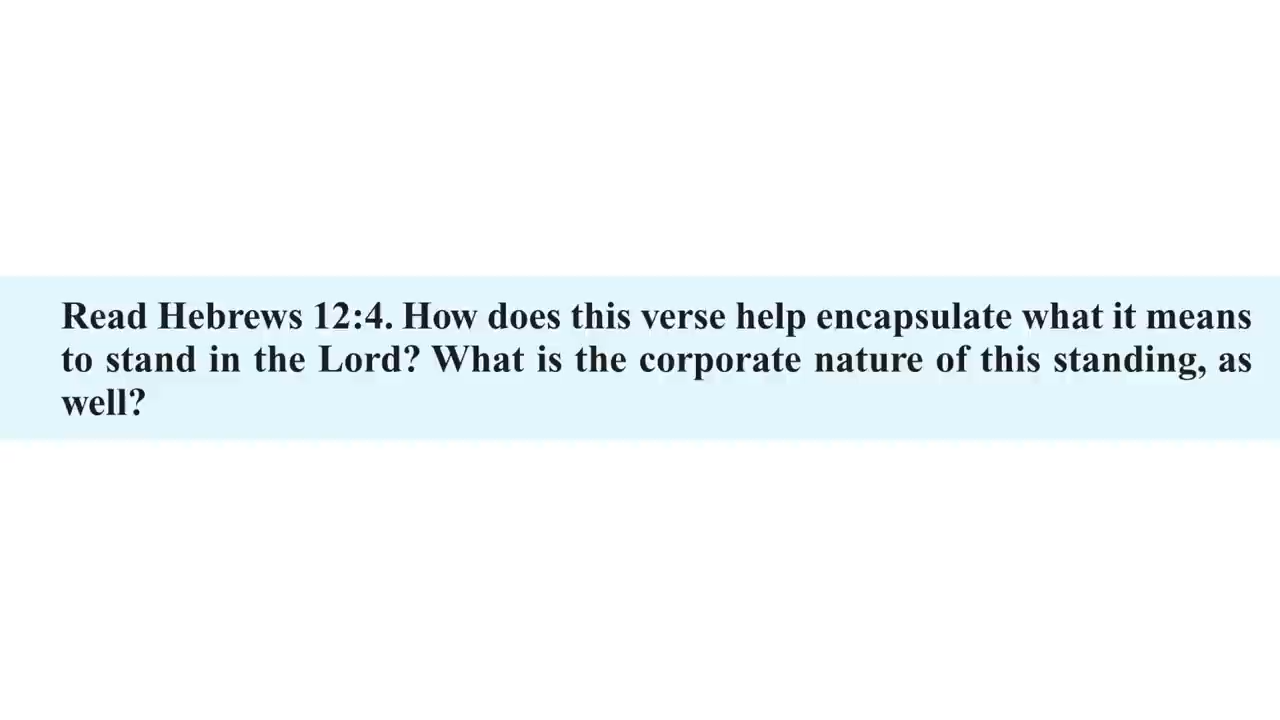 Read Hebrews 12:4. How does this verse help encapsulate what it means
to stand in the Lord? What is the corporate nature of this standing, as
well?